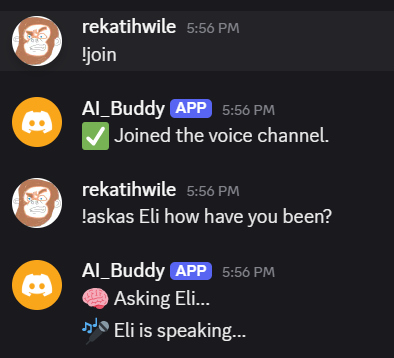 rekatihwile 5:56 PM
!join
AI_Buddy APP 5:56 PM
✅ Joined the voice channel.
rekatihwile 5:56 PM
!askas Eli how have you been?
AI_Buddy APP 5:56 PM
🧠 Asking Eli...
🎶🎤 Eli is speaking...